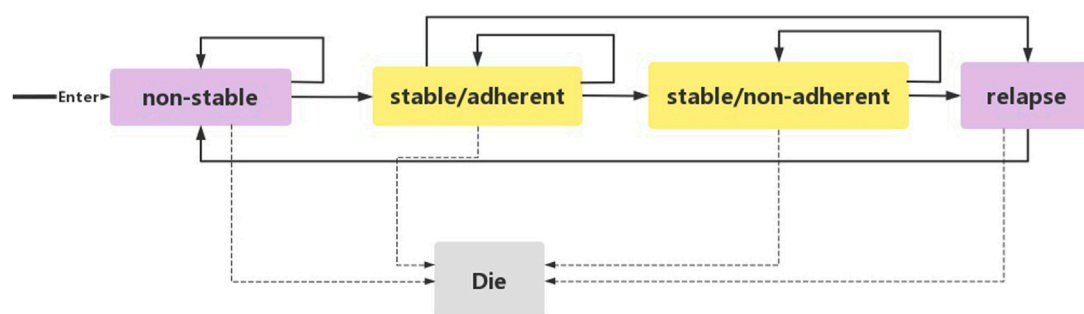 Enter
non-stable
stable/adherent
stable/non-adherent
relapse
Die